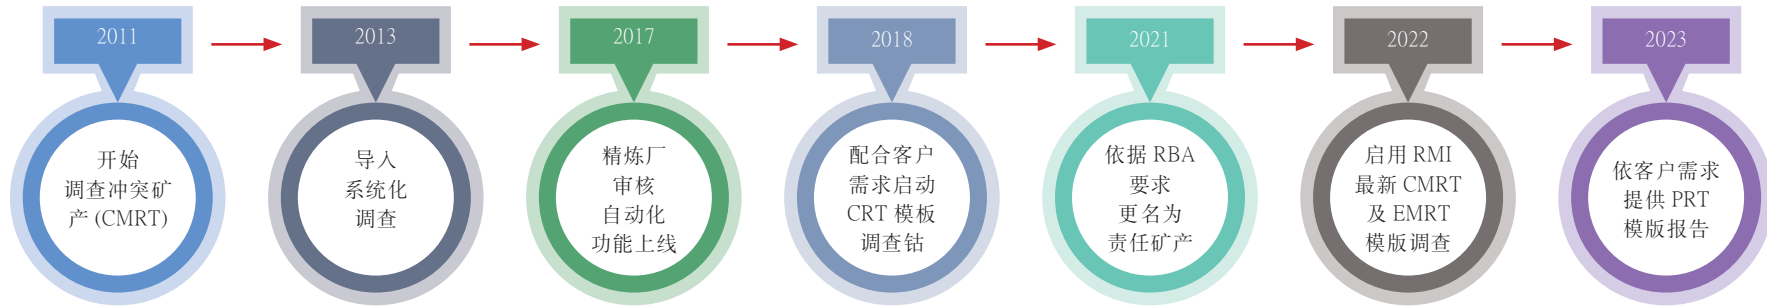 2011
开始
调查冲突矿
产 (CMRT)
2013
导入
系统化
调查
2017
精炼厂
审核
自动化
功能上线
2018
配合客户
需求启动
CRT 模板
调查钴
2021
依据 RBA
要求
更名为
责任矿产
2022
启用 RMI
最新 CMRT
及 EMRT
模版调查
2023
依客户需求
提供 PRT
模版报告